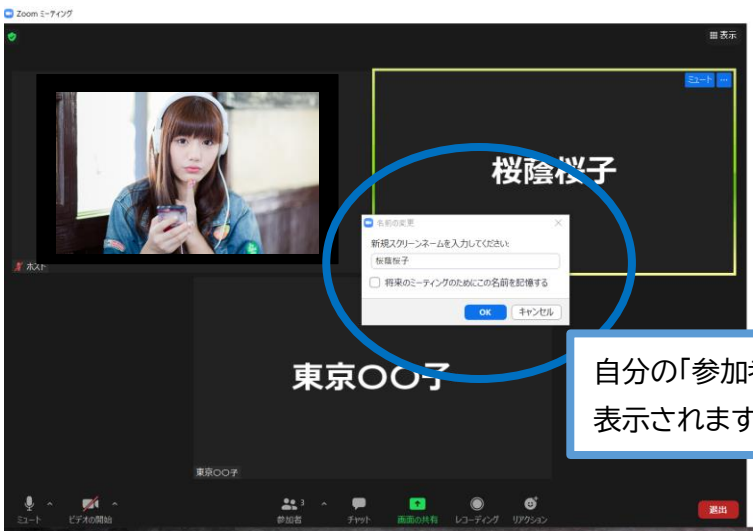 Zoom ミーティング
表示
ミュート ...
桜蔭桜子
名前の変更
新規スクリーンネームを入力してください:
桜蔭桜子
将来のミーティングのためにこの名前を記憶する
OK キャンセル
ホスト
東京〇〇子
自分の「参加者
表示されます
東京〇〇子
ミュート ビデオの開始 参加者 3 チャット 画面の共有 レコーディング リアクション 退出